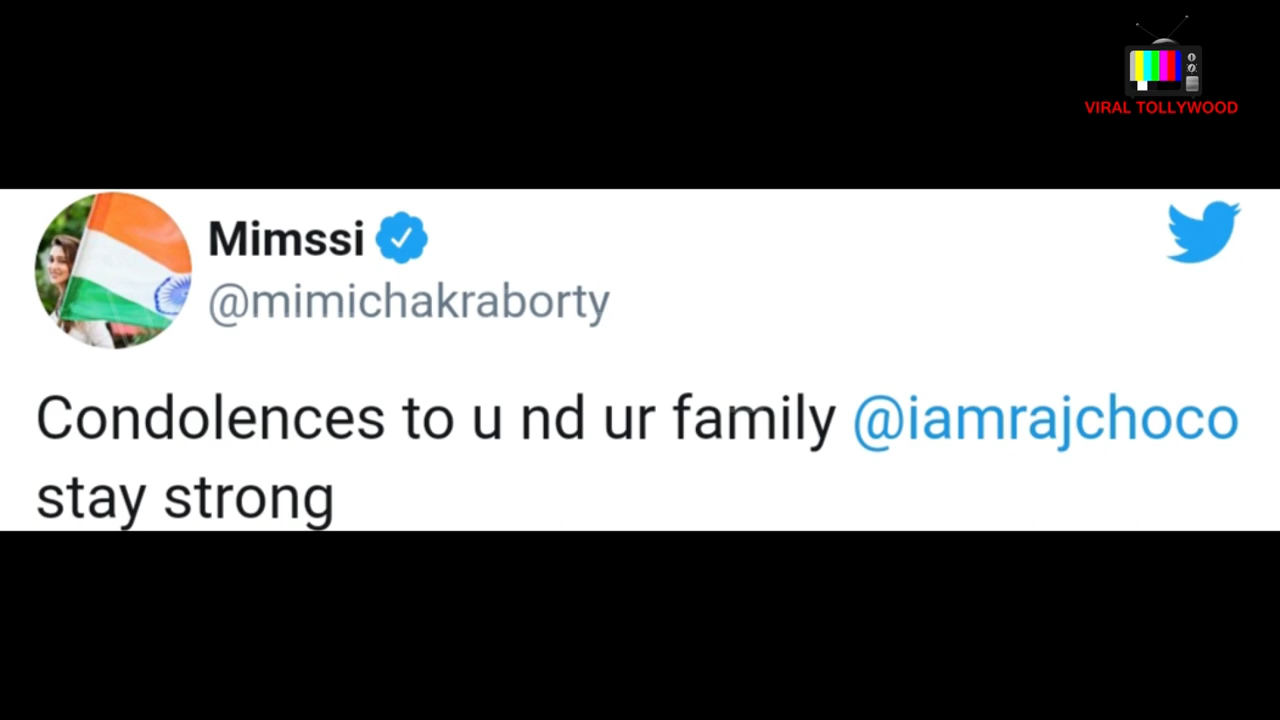 VIRAL TOLLYWOOD
Mimssi
@mimichakraborty
Condolences to u nd ur family @iamrajchoco
stay strong